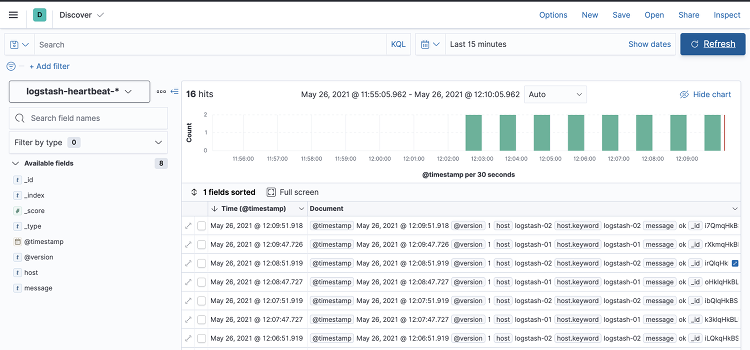 D Discover Options New Save Open Share Inspect
Search KQL Last 15 minutes Show dates Refresh
+ Add filter
logstash-heartbeat-*
16 hits May 26, 2021 @ 11:55:05.962 - May 26, 2021 @ 12:10:05.962 Auto Hide chart
Search field names
Filter by type 0
Available fields 8
t _id
t _index
# _score
t _type
@timestamp
t @version
t host
t message
Count
2
1
0
11:56:00 11:57:00 11:58:00 11:59:00 12:00:00 12:01:00 12:02:00 12:03:00 12:04:00 12:05:00 12:06:00 12:07:00 12:08:00 12:09:00
@timestamp per 30 seconds
1 fields sorted Full screen
Time (@timestamp) Document
May 26, 2021 @ 12:09:51.918 @timestamp May 26, 2021 @ 12:09:51.918 @version 1 host logstash-02 host.keyword logstash-02 message ok _id
May 26, 2021 @ 12:09:47.726 @timestamp May 26, 2021 @ 12:09:47.726 @version 1 host logstash-01 host.keyword logstash-01 message ok _id
May 26, 2021 @ 12:08:51.919 @timestamp May 26, 2021 @ 12:08:51.919 @version 1 host logstash-02 host.keyword logstash-02 message ok _id
May 26, 2021 @ 12:08:47.727 @timestamp May 26, 2021 @ 12:08:47.727 @version 1 host logstash-01 host.keyword logstash-01 message ok _id
May 26, 2021 @ 12:07:51.919 @timestamp May 26, 2021 @ 12:07:51.919 @version 1 host logstash-02 host.keyword logstash-02 message ok _id
May 26, 2021 @ 12:07:47.727 @timestamp May 26, 2021 @ 12:07:47.727 @version 1 host logstash-01 host.keyword logstash-01 message ok _id
May 26, 2021 @ 12:06:51.919 @timestamp May 26, 2021 @ 12:06:51.919 @version 1 host logstash-02 host.keyword logstash-02 message ok _id